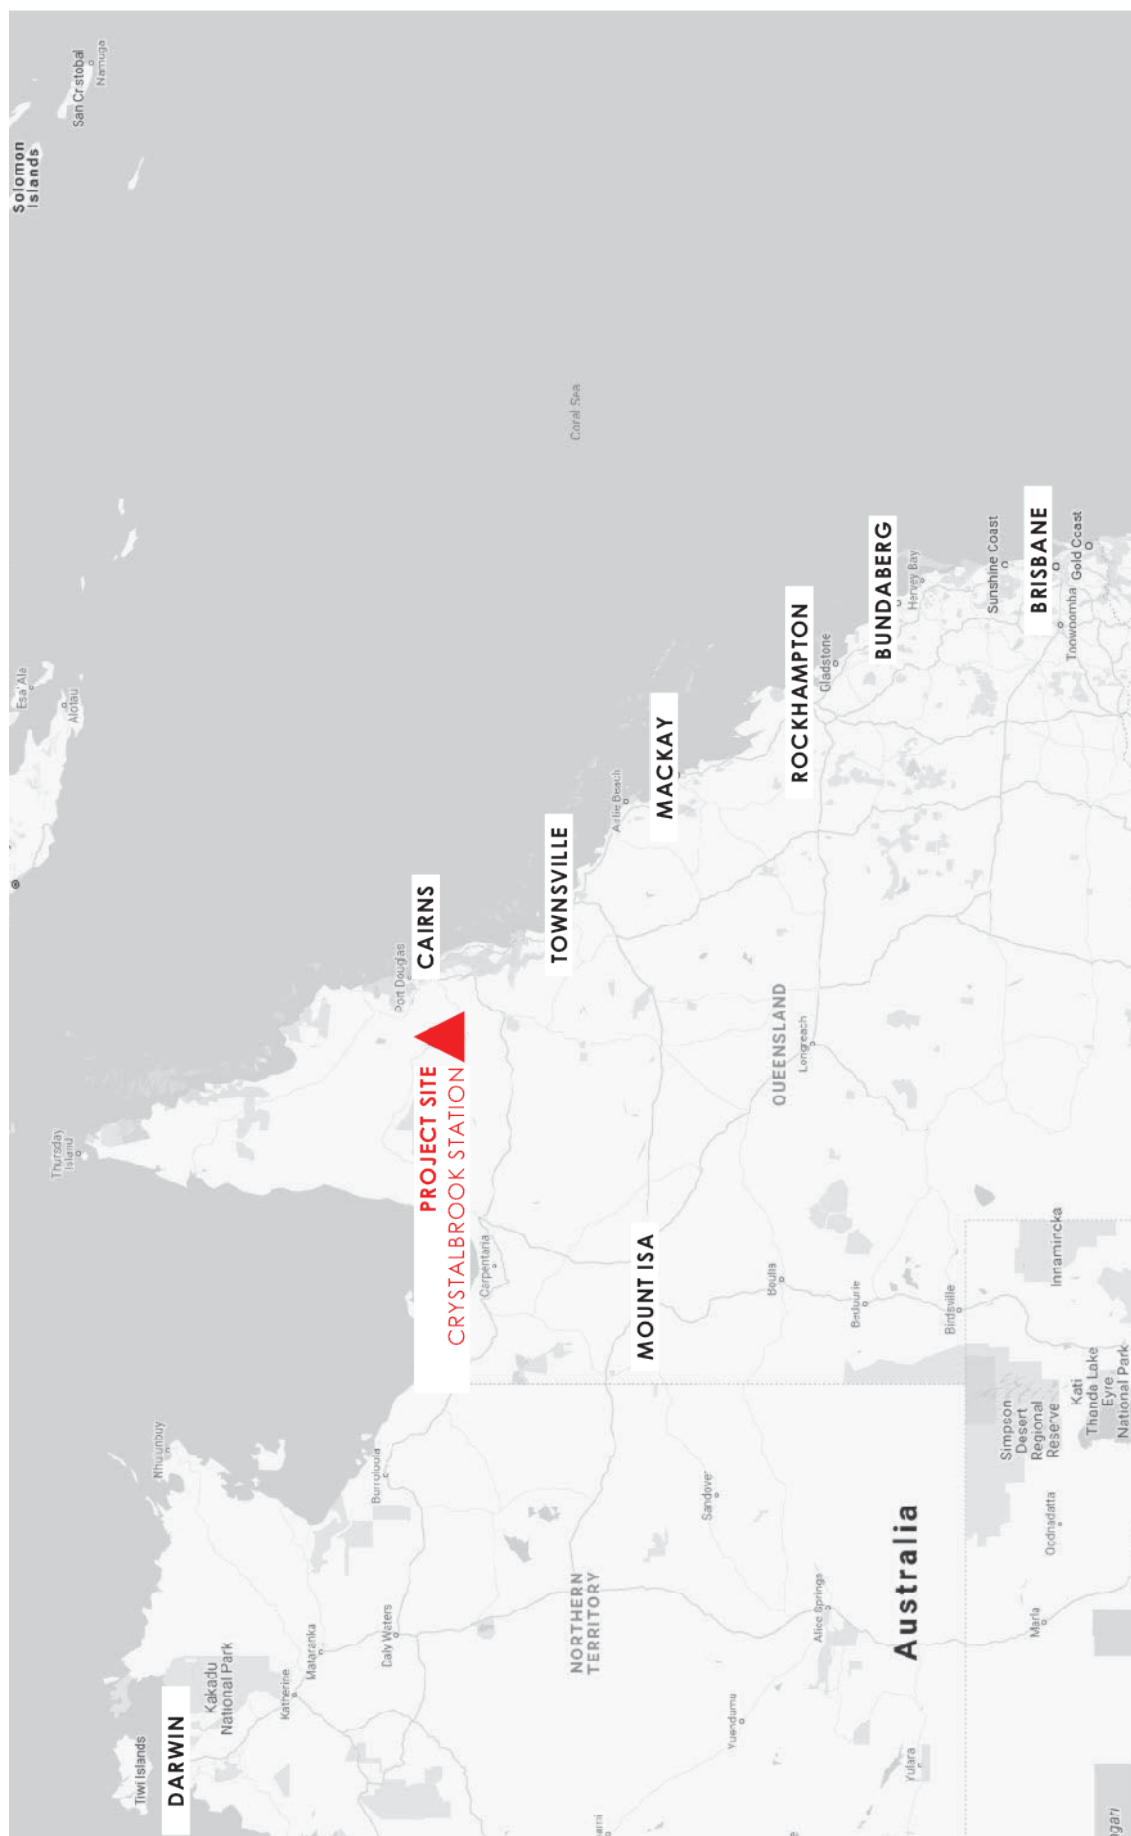 Solomon
Islands
San Cristobal
Namuga
Esa'Ala
Alotau
Coral Sea
Thursday
Island
Port Douglas
CAIRNS
PROJECT SITE
CRYSTALBROOK STATION
TOWNSVILLE
Airlie Beach
MACKAY
ROCKHAMPTON
Gladstone
BUNDABERG
Hervey Bay
Sunshine Coast
BRISBANE
Gold Coast
Toowoomba
QUEENSLAND
Longreach
Carpentaria
MOUNT ISA
Boulia
Bedourie
Birdsville
Innamincka
Simpson
Desert
Regional
Reserve
Kati
Thanda Lake
Eyre
National Park
Nhulunbuy
Borroloola
Sandover
Oodnadatta
Tiwi Islands
DARWIN
Kakadu
National Park
Katherine
Mataranka
Daly Waters
NORTHERN
TERRITORY
Alice Springs
Australia
Marla
Yuendumu
Yulara